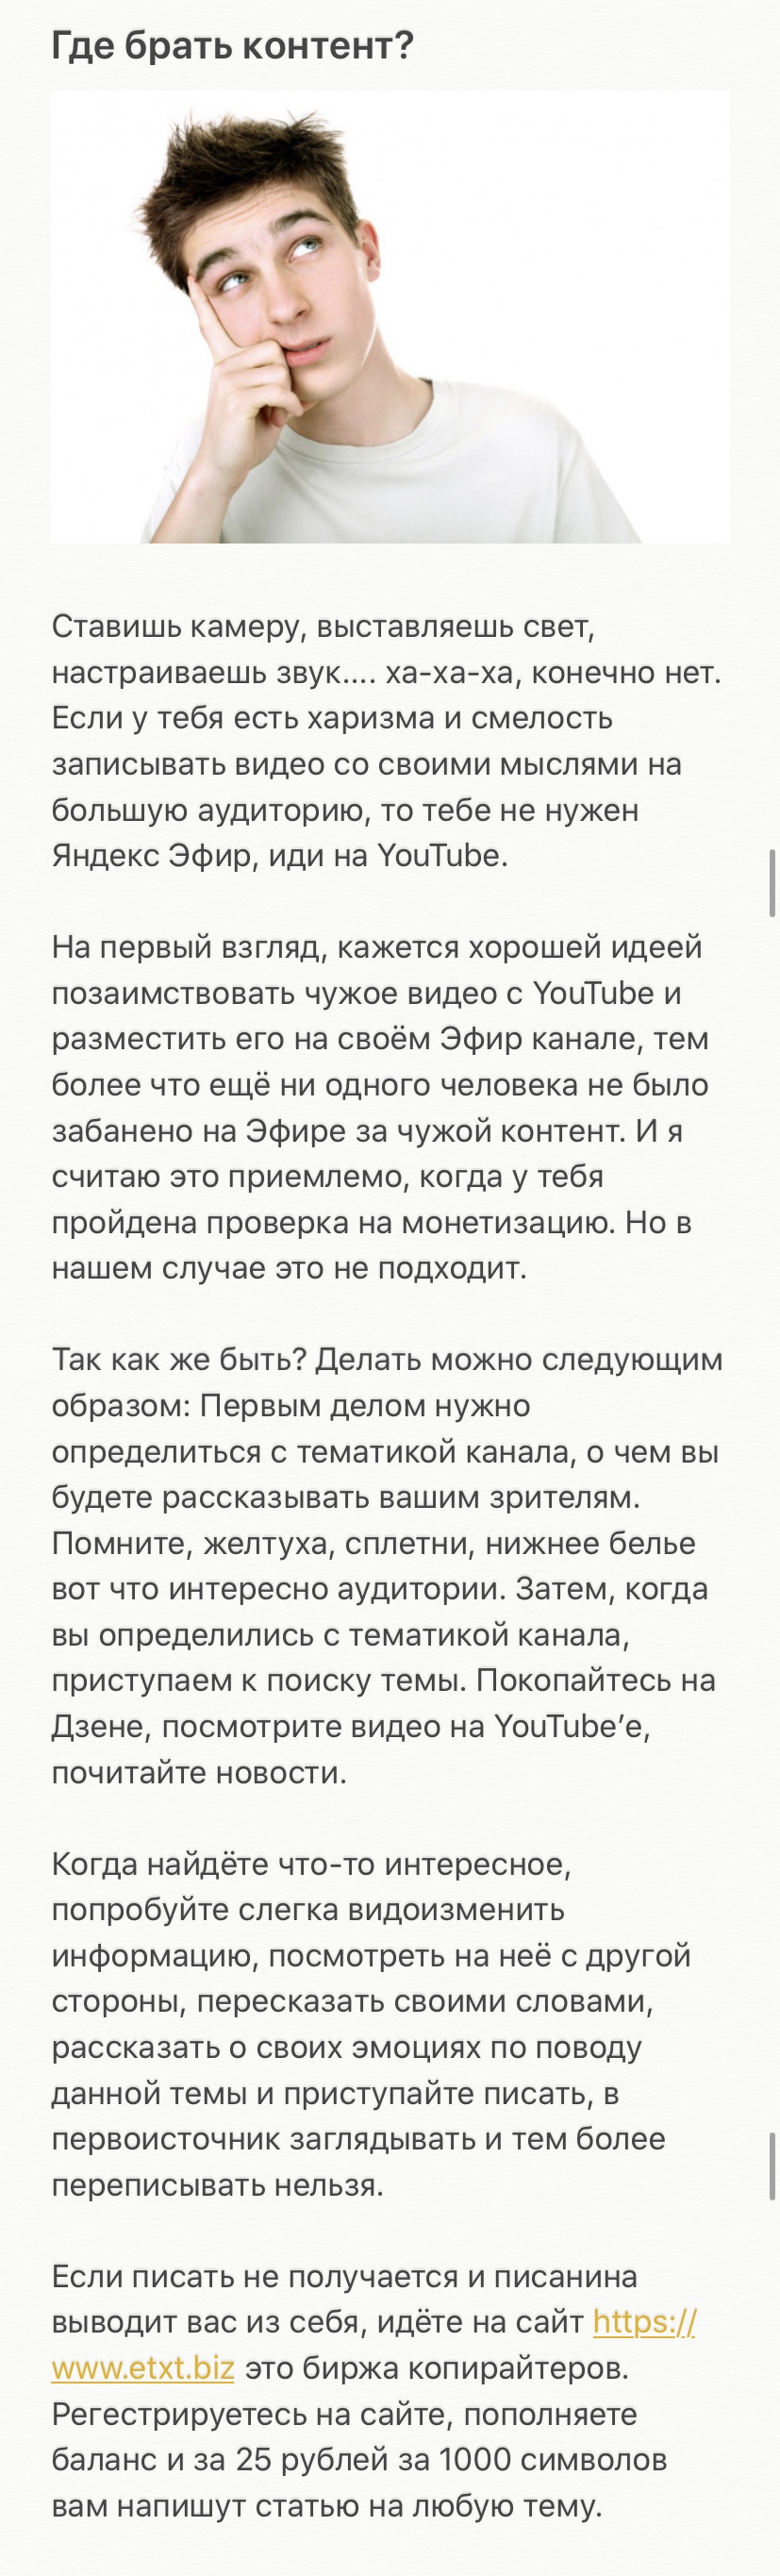 Где брать контент?
Ставишь камеру, выставляешь свет,
настраиваешь звук.... ха-ха-ха, конечно нет.
Если у тебя есть харизма и смелость
записывать видео со своими мыслями на
большую аудиторию, то тебе не нужен
Яндекс Эфир, иди на YouTube.
На первый взгляд, кажется хорошей идеей
позаимствовать чужое видео с YouTube и
разместить его на своём Эфир канале, тем
более что ещё ни одного человека не было
забанено на Эфире за чужой контент. И я
считаю это приемлемо, когда у тебя
пройдена проверка на монетизацию. Но в
нашем случае это не подходит.
Так как же быть? Делать можно следующим
образом: Первым делом нужно
определиться с тематикой канала, о чем вы
будете рассказывать вашим зрителям.
Помните, желтуха, сплетни, нижнее белье
вот что интересно аудитории. Затем, когда
вы определились с тематикой канала,
приступаем к поиску темы. Покопайтесь на
Дзене, посмотрите видео на YouTube’е,
почитайте новости.
Когда найдёте что-то интересное,
попробуйте слегка видоизменить
информацию, посмотреть на неё с другой
стороны, пересказать своими словами,
рассказать о своих эмоциях по поводу
данной темы и приступайте писать, в
первоисточник заглядывать и тем более
переписывать нельзя.
Если писать не получается и писанина
выводит вас из себя, идёте на сайт https://
www.etxt.biz это биржа копирайтеров.
Регестрируетесь на сайте, пополняете
баланс и за 25 рублей за 1000 символов
вам напишут статью на любую тему.